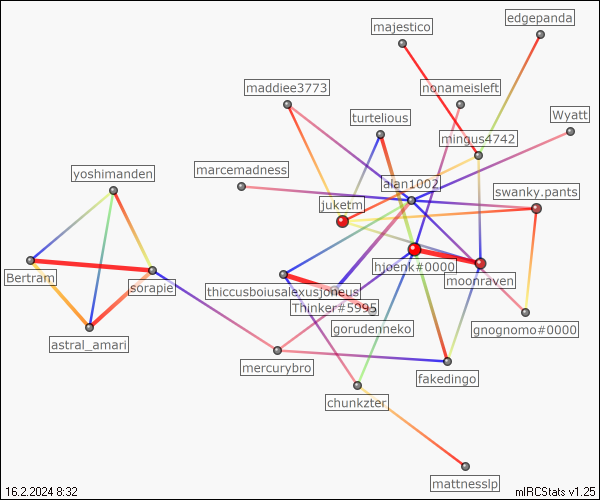 edgepanda
majestico
maddiee3773
nonameisleft
turtelious
Wyatt
mingus4742
marcemadness
yoshimanden
alan1002
swanky.pants
juketm
hjoenk#0000
moonraven
Bertram
sorapie
thiccusboiusalexusjoneus
Thinker#5995
gorudenneko
gnognomo#0000
astral_amari
mercurybro
fakedingo
chunkzter
mattnesslp
16.2.2024 8:32
mIRCStats v1.25